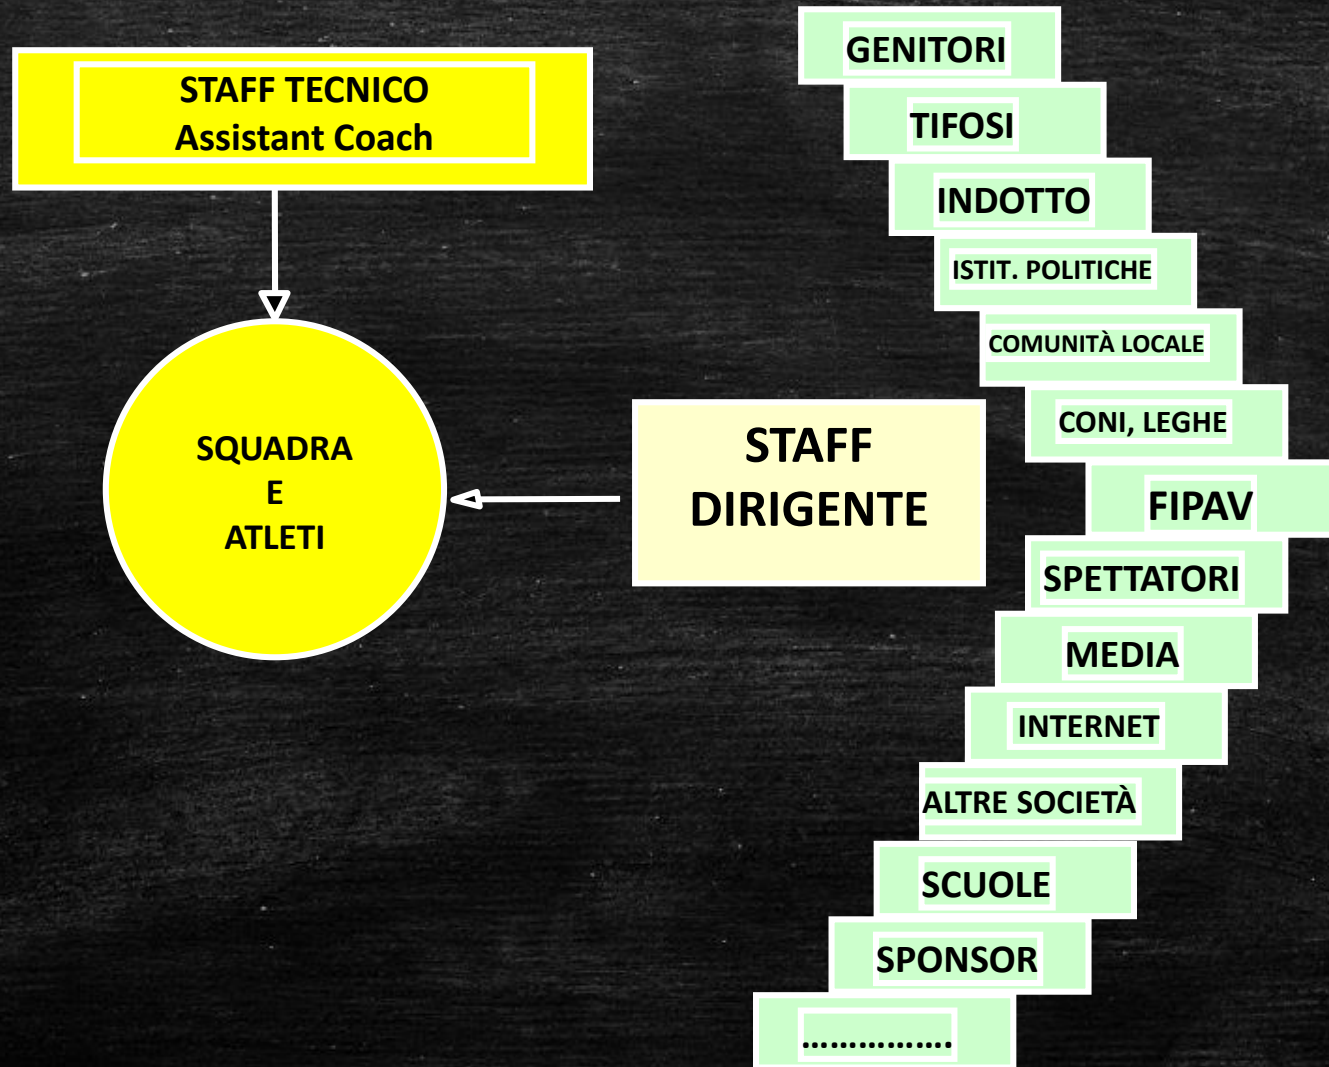 STAFF TECNICO
Assistant Coach
SQUADRA
E
ATLETI
STAFF
DIRIGENTE
GENITORI
TIFOSI
INDOTTO
ISTIT. POLITICHE
COMUNITÀ LOCALE
CONI, LEGHE
FIPAV
SPETTATORI
MEDIA
INTERNET
ALTRE SOCIETÀ
SCUOLE
SPONSOR
…………….